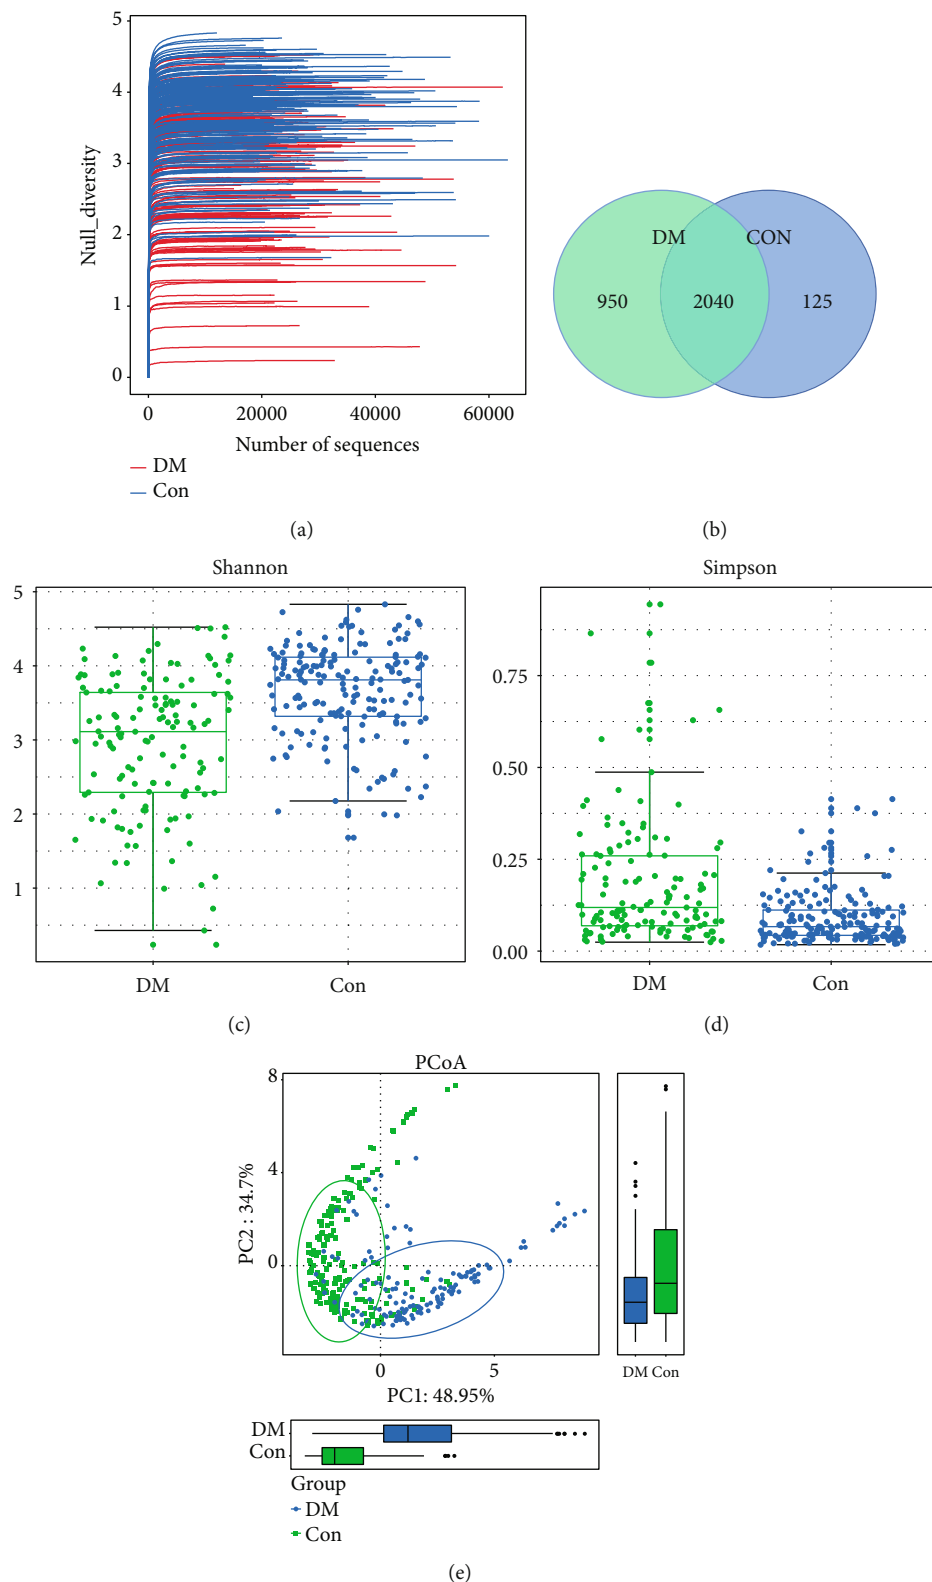 5
4
3
2
1
0
Null_diversity
0 20000 40000 60000
Number of sequences
DM
Con
(a)
DM CON
950 2040 125
(b)
Shannon
5
4
3
2
1
DM Con
(c)
Simpson
0.75
0.50
0.25
0.00
DM Con
(d)
PCoA
8
4
0
PC2 : 34.7%
0 5
PC1: 48.95%
DM Con
DM
Con
Group
DM
Con
(e)